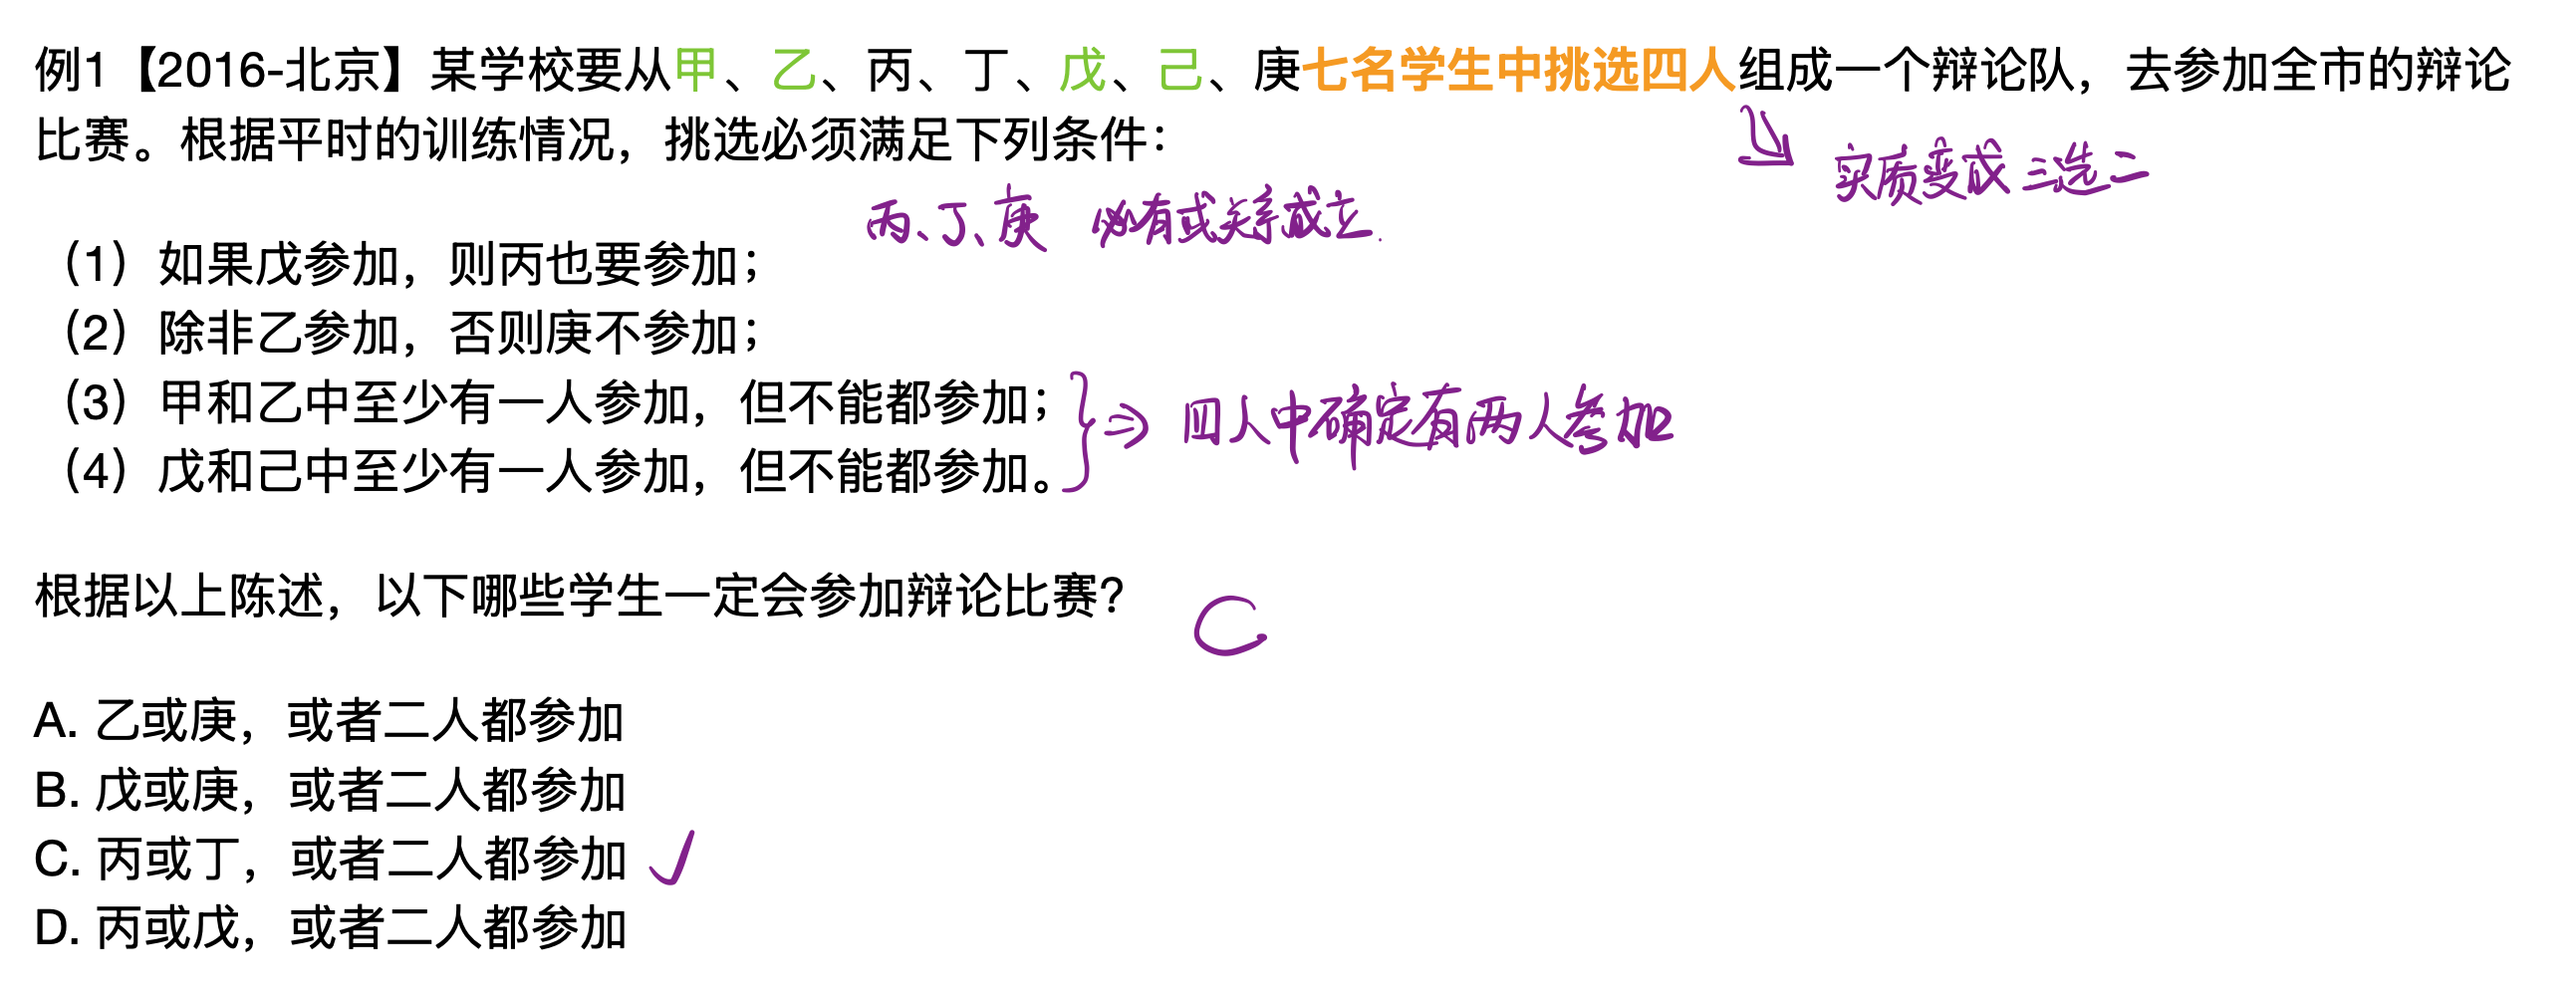 例1【2016-北京】某学校要从甲、乙、丙、丁、戊、己、庚七名学生中挑选四人组成一个辩论队，去参加全市的辩论
比赛。根据平时的训练情况，挑选必须满足下列条件：
实质变成三选二
丙、丁、庚 必有或关系成立.
（1）如果戊参加，则丙也要参加；
（2）除非乙参加，否则庚不参加；
（3）甲和乙中至少有一人参加，但不能都参加；
（4）戊和己中至少有一人参加，但不能都参加。
⇒ 四人中确定有两人参加
根据以上陈述，以下哪些学生一定会参加辩论比赛？
C
A. 乙或庚，或者二人都参加
B. 戊或庚，或者二人都参加
C. 丙或丁，或者二人都参加
D. 丙或戊，或者二人都参加